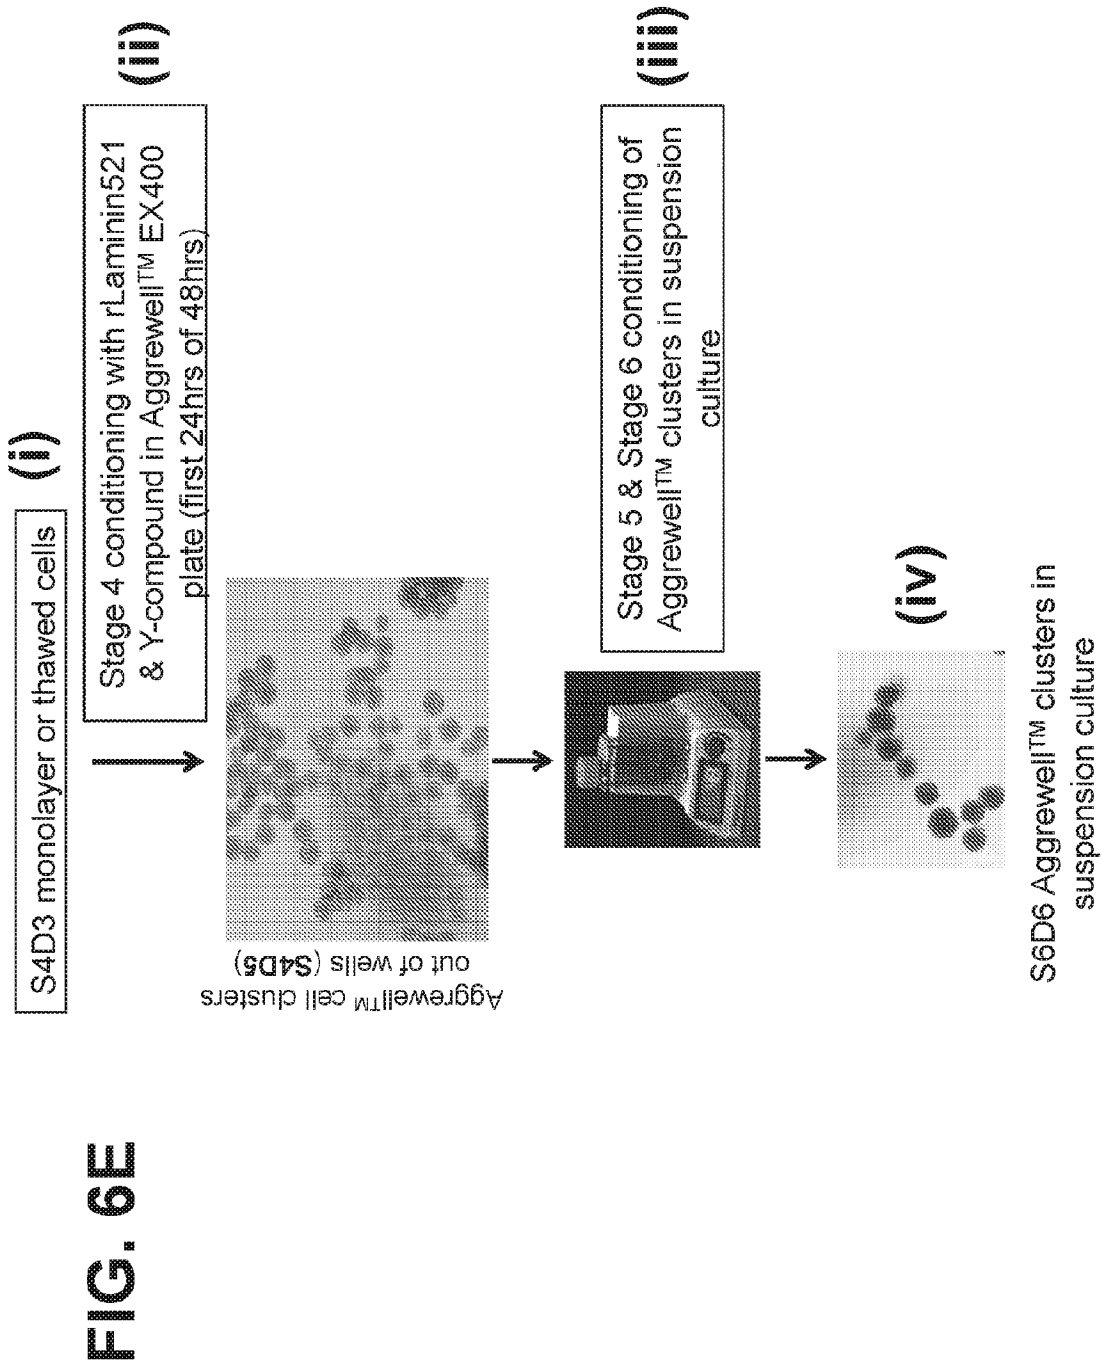 FIG. 6E
S4D3 monolayer or thawed cells
(i)
Stage 4 conditioning with rLaminin521
& Y-compound in Aggrewell™ EX400
plate (first 24hrs of 48hrs)
(ii)
Aggrewell™ cell clusters
out of wells (S4D5)
Stage 5 & Stage 6 conditioning of
Aggrewell™ clusters in suspension
culture
(iii)
(iv)
S6D6 Aggrewell™ clusters in
suspension culture